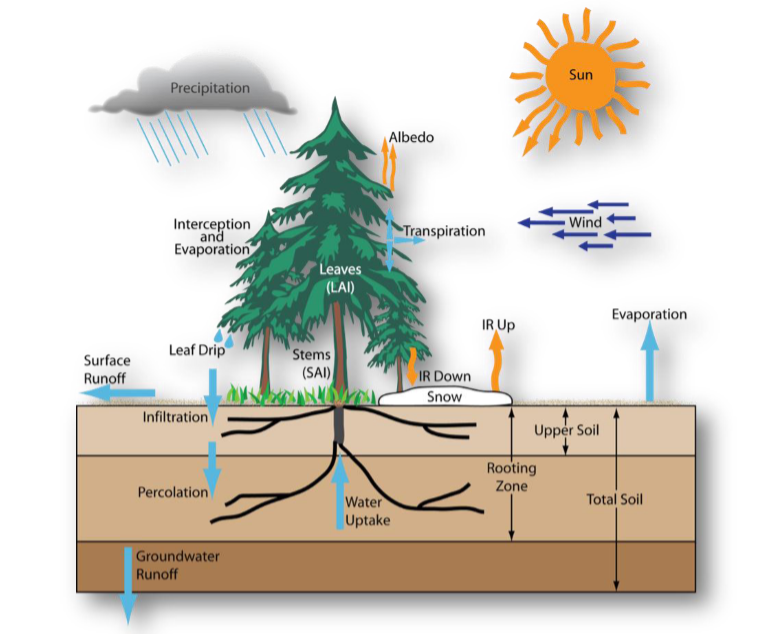 Sun
Precipitation
Albedo
Interception
and
Evaporation
Transpiration
Wind
Leaves
(LAI)
Evaporation
IR Up
Leaf Drip
Stems
(SAI)
Surface
Runoff
IR Down
Snow
Infiltration
Upper Soil
Rooting
Zone
Percolation
Total Soil
Water
Uptake
Groundwater
Runoff